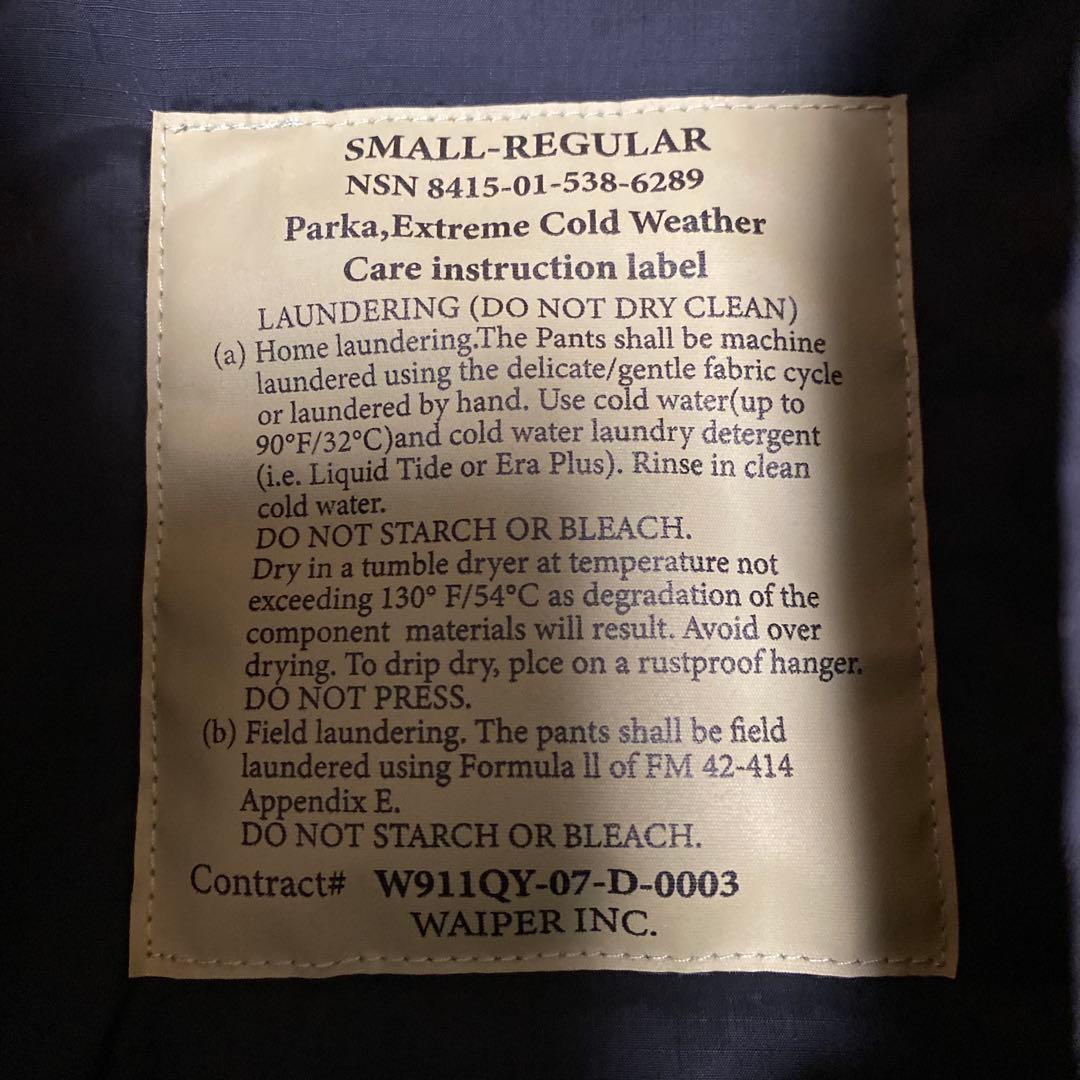 SMALL-REGULAR
NSN 8415-01-538-6289
Parka,Extreme Cold Weather
Care instruction label
LAUNDERING (DO NOT DRY CLEAN)
(a) Home laundering.The Pants shall be machine
laundered using the delicate/gentle fabric cycle
or laundered by hand. Use cold water(up to
90°F/32°C)and cold water laundry detergent
(i.e. Liquid Tide or Era Plus). Rinse in clean
cold water.
DO NOT STARCH OR BLEACH.
Dry in a tumble dryer at temperature not
exceeding 130° F/54°C as degradation of the
component materials will result. Avoid over
drying. To drip dry, plce on a rustproof hanger.
DO NOT PRESS.
(b) Field laundering. The pants shall be field
laundered using Formula ll of FM 42-414
Appendix E.
DO NOT STARCH OR BLEACH.
Contract# W911QY-07-D-0003
WAIPER INC.